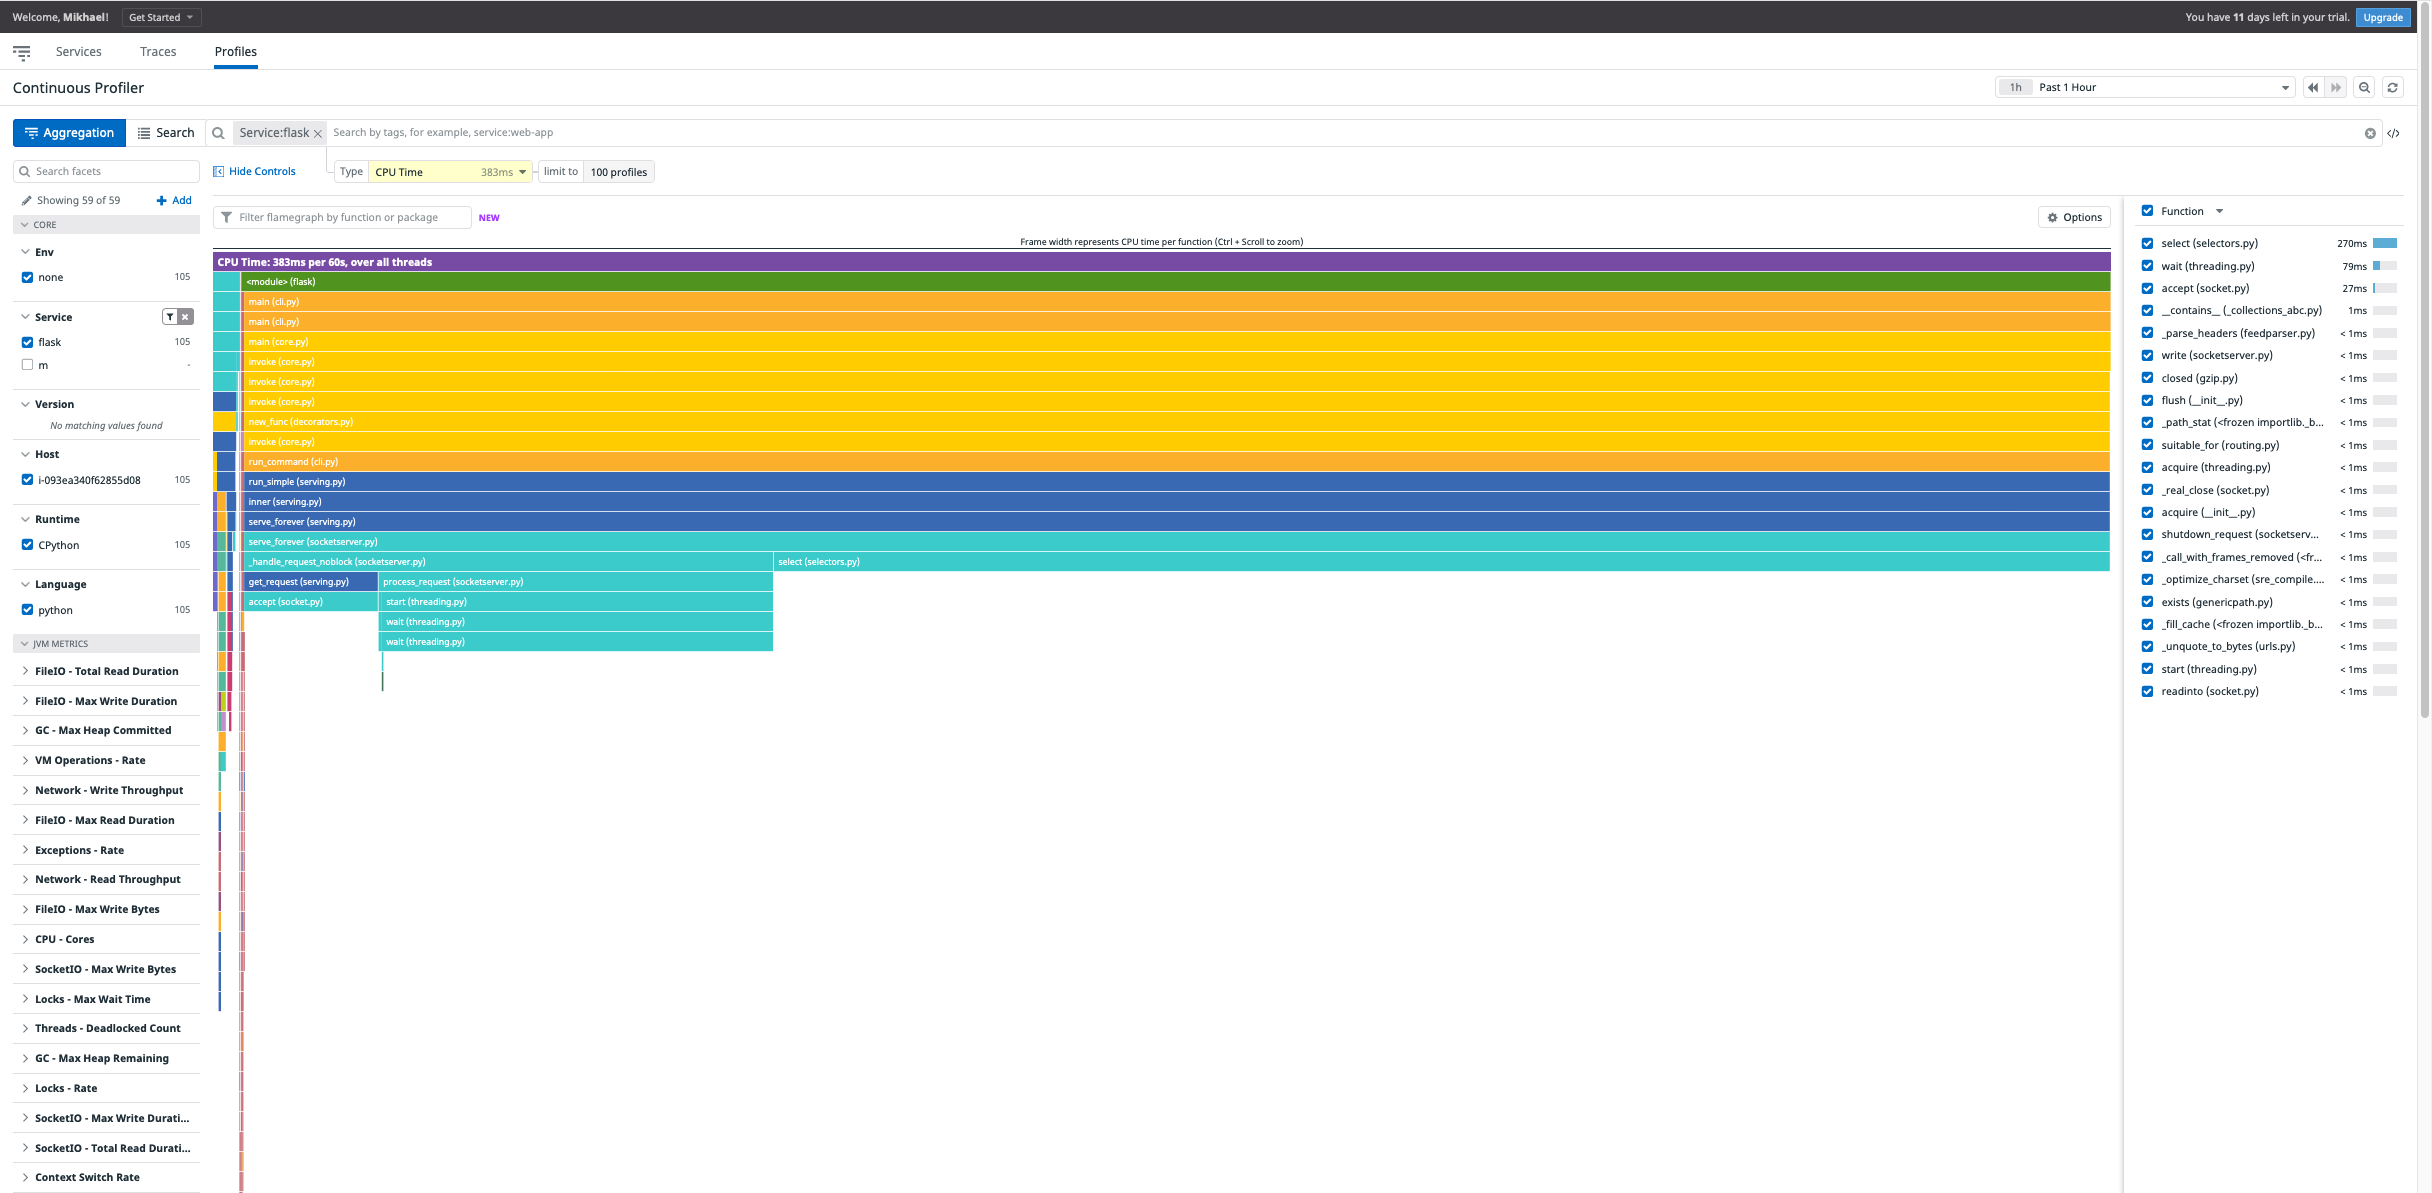 Welcome, Mikhael!
Get Started
You have 11 days left in your trial.
Upgrade
Services
Traces
Profiles
Continuous Profiler
1h Past 1 Hour
Aggregation
Search
Service:flask
Search by tags, for example, service:web-app
</>
Search facets
Hide Controls
Type CPU Time 383ms
limit to 100 profiles
Showing 59 of 59
Add
CORE
Env
none 105
Service
flask 105
m -
Version
No matching values found
Host
i-093ea340f62855d08 105
Runtime
CPython 105
Language
python 105
JVM METRICS
FileIO - Total Read Duration
FileIO - Max Write Duration
GC - Max Heap Committed
VM Operations - Rate
Network - Write Throughput
FileIO - Max Read Duration
Exceptions - Rate
Network - Read Throughput
FileIO - Max Write Bytes
CPU - Cores
SocketIO - Max Write Bytes
Locks - Max Wait Time
Threads - Deadlocked Count
GC - Max Heap Remaining
Locks - Rate
SocketIO - Max Write Durati...
SocketIO - Total Read Durati...
Context Switch Rate
Filter flamegraph by function or package
NEW
Options
Frame width represents CPU time per function (Ctrl + Scroll to zoom)
CPU Time: 383ms per 60s, over all threads
<module> (flask)
main (cli.py)
main (cli.py)
main (core.py)
invoke (core.py)
invoke (core.py)
invoke (core.py)
new_func (decorators.py)
invoke (core.py)
run_command (cli.py)
run_simple (serving.py)
inner (serving.py)
serve_forever (serving.py)
serve_forever (socketserver.py)
_handle_request_noblock (socketserver.py)
select (selectors.py)
get_request (serving.py)
process_request (socketserver.py)
accept (socket.py)
start (threading.py)
wait (threading.py)
wait (threading.py)
Function
select (selectors.py) 270ms
wait (threading.py) 79ms
accept (socket.py) 27ms
__contains__ (_collections_abc.py) 1ms
_parse_headers (feedparser.py) < 1ms
write (socketserver.py) < 1ms
closed (gzip.py) < 1ms
flush (__init__.py) < 1ms
_path_stat (<frozen importlib._b... < 1ms
suitable_for (routing.py) < 1ms
acquire (threading.py) < 1ms
_real_close (socket.py) < 1ms
acquire (__init__.py) < 1ms
shutdown_request (socketserv... < 1ms
_call_with_frames_removed (<fr... < 1ms
_optimize_charset (sre_compile.... < 1ms
exists (genericpath.py) < 1ms
_fill_cache (<frozen importlib._b... < 1ms
_unquote_to_bytes (urls.py) < 1ms
start (threading.py) < 1ms
readinto (socket.py) < 1ms